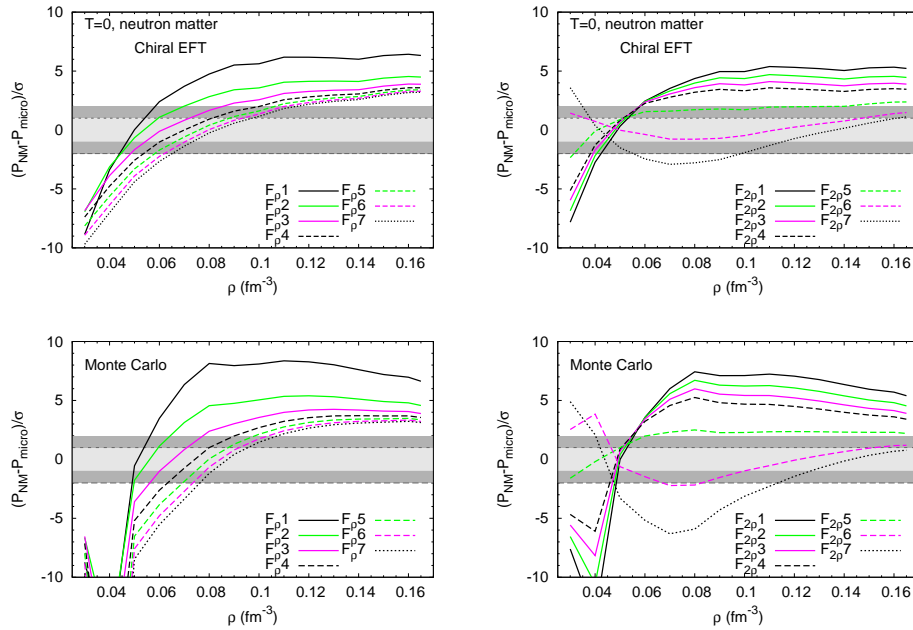 T=0, neutron matter
Chiral EFT
(P_NM-P_micro)/σ
10
5
0
-5
-10
0.04 0.06 0.08 0.1 0.12 0.14 0.16
ρ (fm⁻³)
F_ρ1 F_ρ5
F_ρ2 F_ρ6
F_ρ3 F_ρ7
F_ρ4
T=0, neutron matter
Chiral EFT
(P_NM-P_micro)/σ
10
5
0
-5
-10
0.04 0.06 0.08 0.1 0.12 0.14 0.16
ρ (fm⁻³)
F_2ρ1 F_2ρ5
F_2ρ2 F_2ρ6
F_2ρ3 F_2ρ7
F_2ρ4
Monte Carlo
(P_NM-P_micro)/σ
10
5
0
-5
-10
0.04 0.06 0.08 0.1 0.12 0.14 0.16
ρ (fm⁻³)
F_ρ1 F_ρ5
F_ρ2 F_ρ6
F_ρ3 F_ρ7
F_ρ4
Monte Carlo
(P_NM-P_micro)/σ
10
5
0
-5
-10
0.04 0.06 0.08 0.1 0.12 0.14 0.16
ρ (fm⁻³)
F_2ρ1 F_2ρ5
F_2ρ2 F_2ρ6
F_2ρ3 F_2ρ7
F_2ρ4